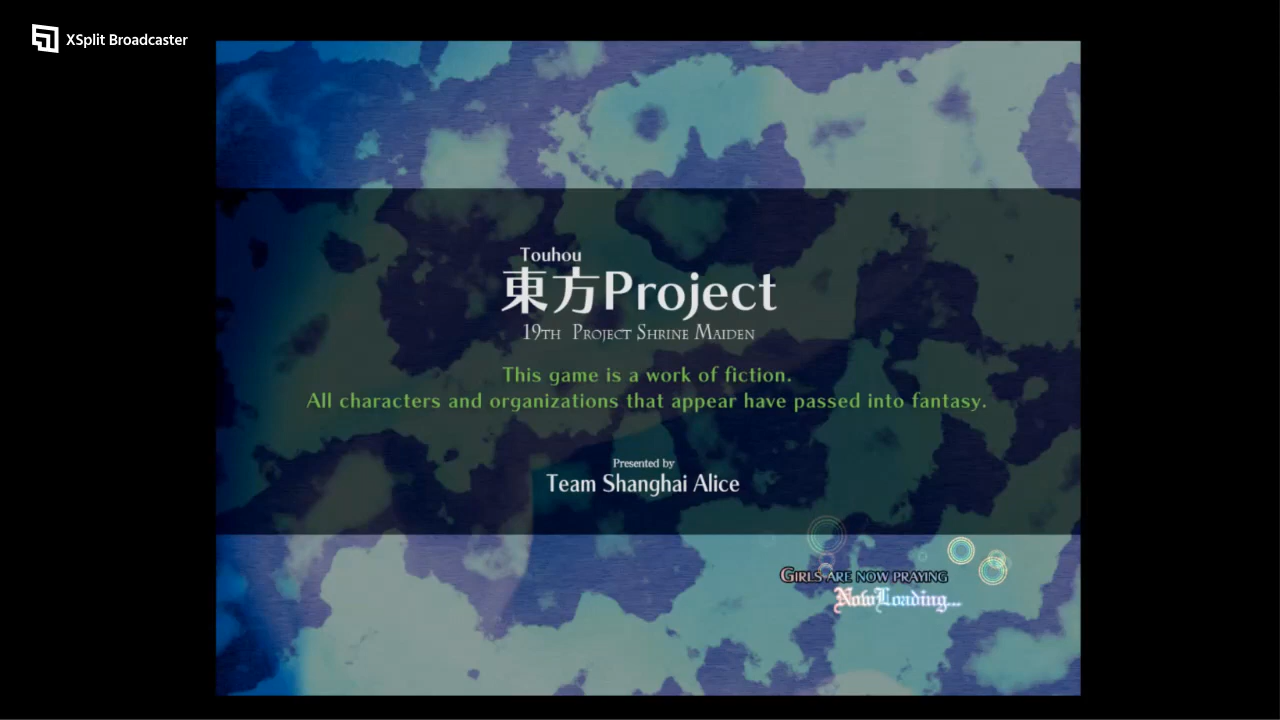 XSplit Broadcaster
Touhou
東方Project
19TH PROJECT SHRINE MAIDEN
This game is a work of fiction.
All characters and organizations that appear have passed into fantasy.
Presented by
Team Shanghai Alice
GIRLS ARE NOW PRAYING
NowLoading...